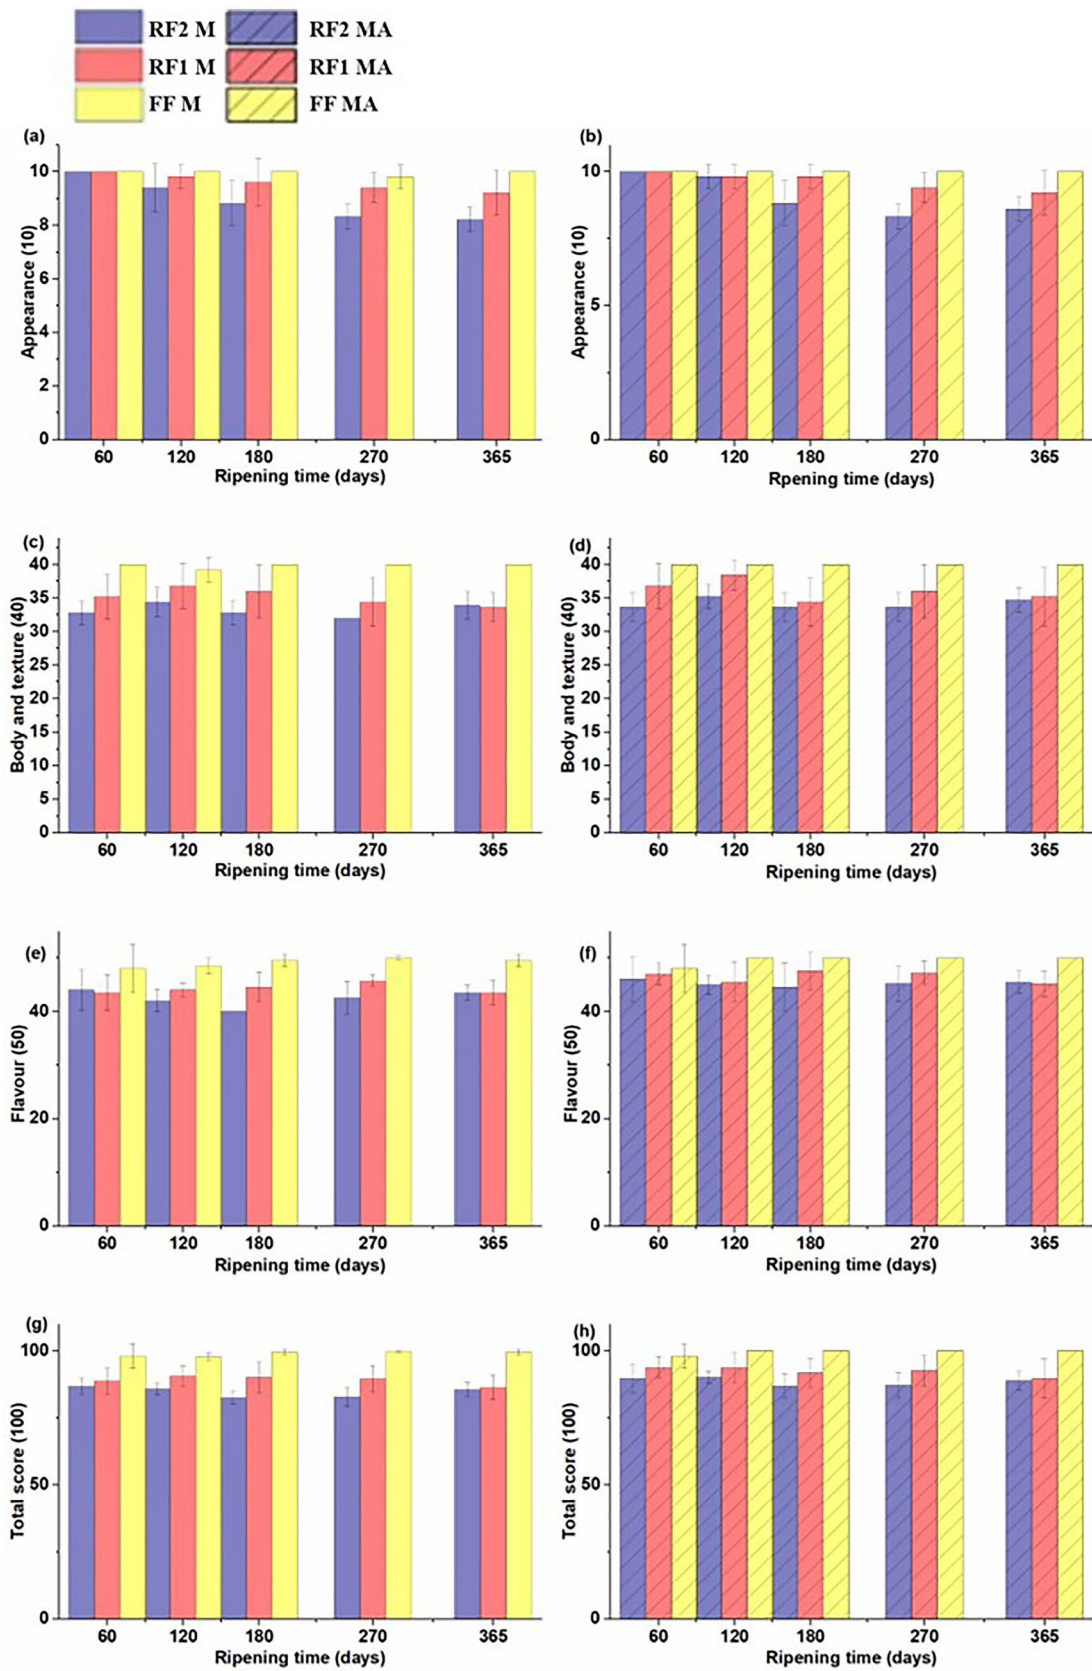 RF2 M RF2 MA
RF1 M RF1 MA
FF M FF MA
(a)
10
8
6
4
2
0
Appearance (10)
60 120 180 270 365
Ripening time (days)
(b)
10
5
0
Appearance (10)
60 120 180 270 365
Rpening time (days)
(c)
40
35
30
25
20
15
10
5
0
Body and texture (40)
60 120 180 270 365
Ripening time (days)
(d)
40
35
30
25
20
15
10
5
0
Body and texture (40)
60 120 180 270 365
Ripening time (days)
(e)
40
20
0
Flavour (50)
60 120 180 270 365
Ripening time (days)
(f)
40
20
0
Flavour (50)
60 120 180 270 365
Ripening time (days)
(g)
100
50
0
Total score (100)
60 120 180 270 365
Ripening time (days)
(h)
100
50
0
Total score (100)
60 120 180 270 365
Ripening time (days)